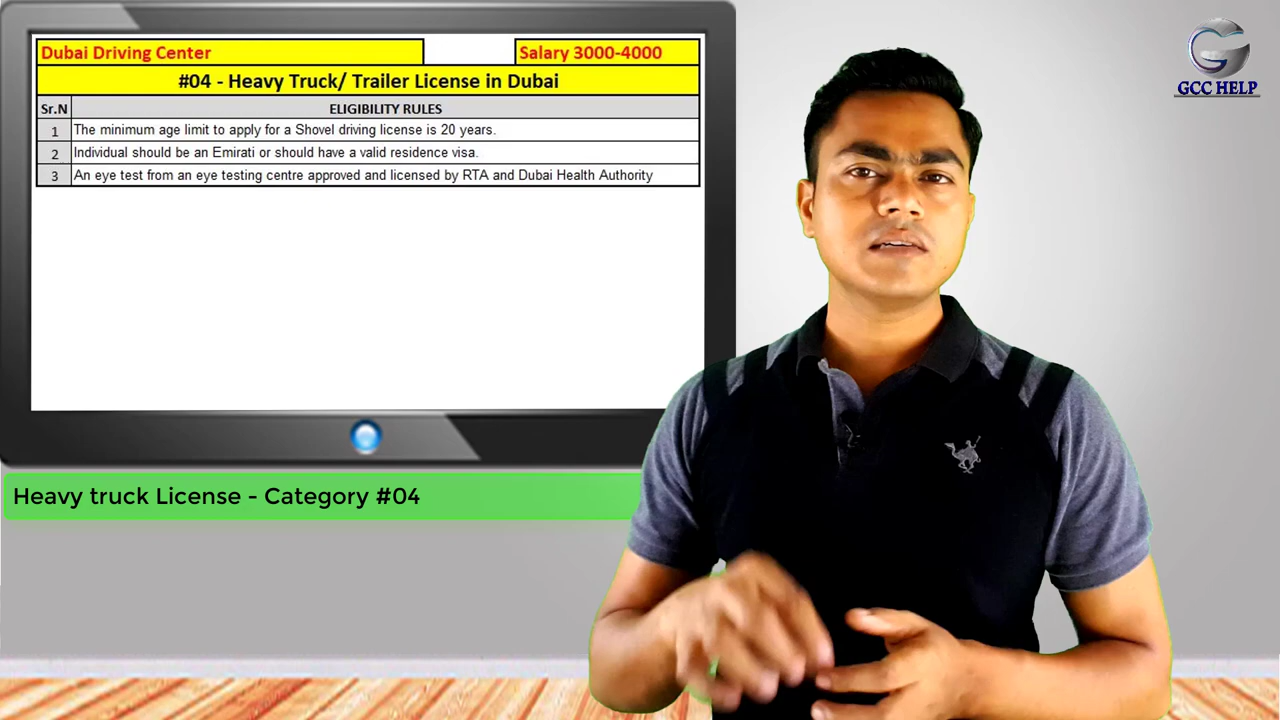 Dubai Driving Center
Salary 3000-4000
#04 - Heavy Truck/ Trailer License in Dubai
Sr.N ELIGIBILITY RULES
1 The minimum age limit to apply for a Shovel driving license is 20 years.
2 Individual should be an Emirati or should have a valid residence visa.
3 An eye test from an eye testing centre approved and licensed by RTA and Dubai Health Authority
Heavy truck License - Category #04
G
GCC HELP